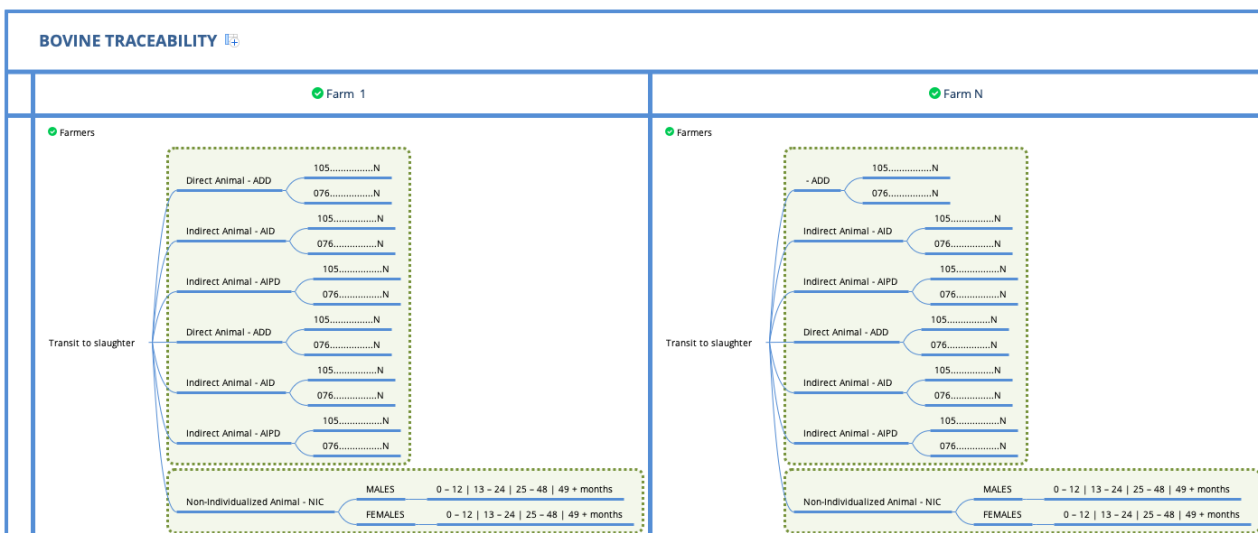 BOVINE TRACEABILITY
Farm 1
Farmers
Transit to slaughter
Direct Animal - ADD
105................N
076................N
Indirect Animal - AID
105................N
076................N
Indirect Animal - AIPD
105................N
076................N
Direct Animal - ADD
105................N
076................N
Indirect Animal - AID
105................N
076................N
Indirect Animal - AIPD
105................N
076................N
Non-Individualized Animal - NIC
MALES
0 – 12 | 13 – 24 | 25 – 48 | 49 + months
FEMALES
0 – 12 | 13 – 24 | 25 – 48 | 49 + months
Farm N
Farmers
Transit to slaughter
- ADD
105................N
076................N
Indirect Animal - AID
105................N
076................N
Indirect Animal - AIPD
105................N
076................N
Direct Animal - ADD
105................N
076................N
Indirect Animal - AID
105................N
076................N
Indirect Animal - AIPD
105................N
076................N
Non-Individualized Animal - NIC
MALES
0 – 12 | 13 – 24 | 25 – 48 | 49 + months
FEMALES
0 – 12 | 13 – 24 | 25 – 48 | 49 + months